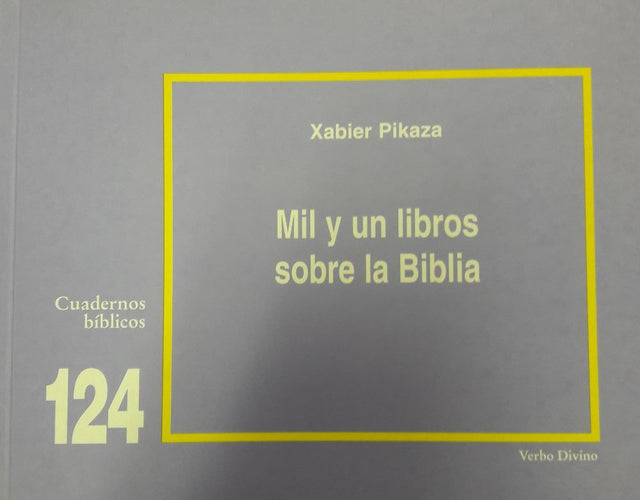 Xabier Pikaza
Mil y un libros
sobre la Biblia
Cuadernos
bíblicos
124
Verbo Divino